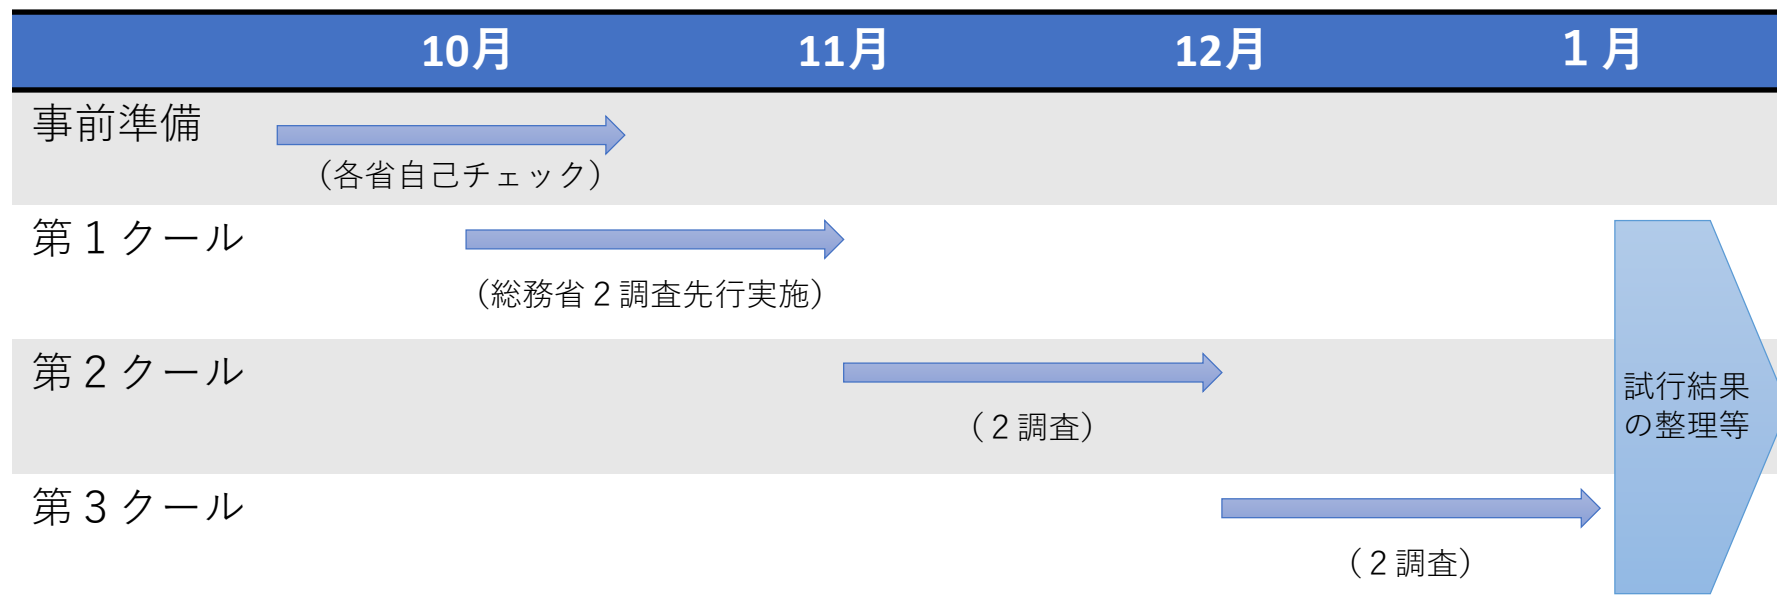 10月 11月 12月 １月
事前準備
（各省自己チェック）
第１クール
（総務省２調査先行実施）
第２クール
（２調査）
試行結果
の整理等
第３クール
（２調査）